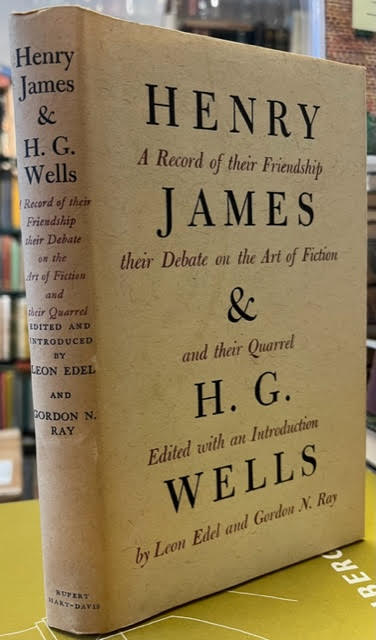 Henry
James
&
H. G.
Wells
A Record of their
Friendship
their Debate
on the
Art of Fiction
and
their Quarrel
EDITED AND
INTRODUCED
BY
LEON EDEL
AND
GORDON N.
RAY
RUPERT
HART-DAVIS
HENRY
A Record of their Friendship
JAMES
their Debate on the Art of Fiction
&
and their Quarrel
H. G.
Edited with an Introduction
WELLS
by Leon Edel and Gordon N. Ray